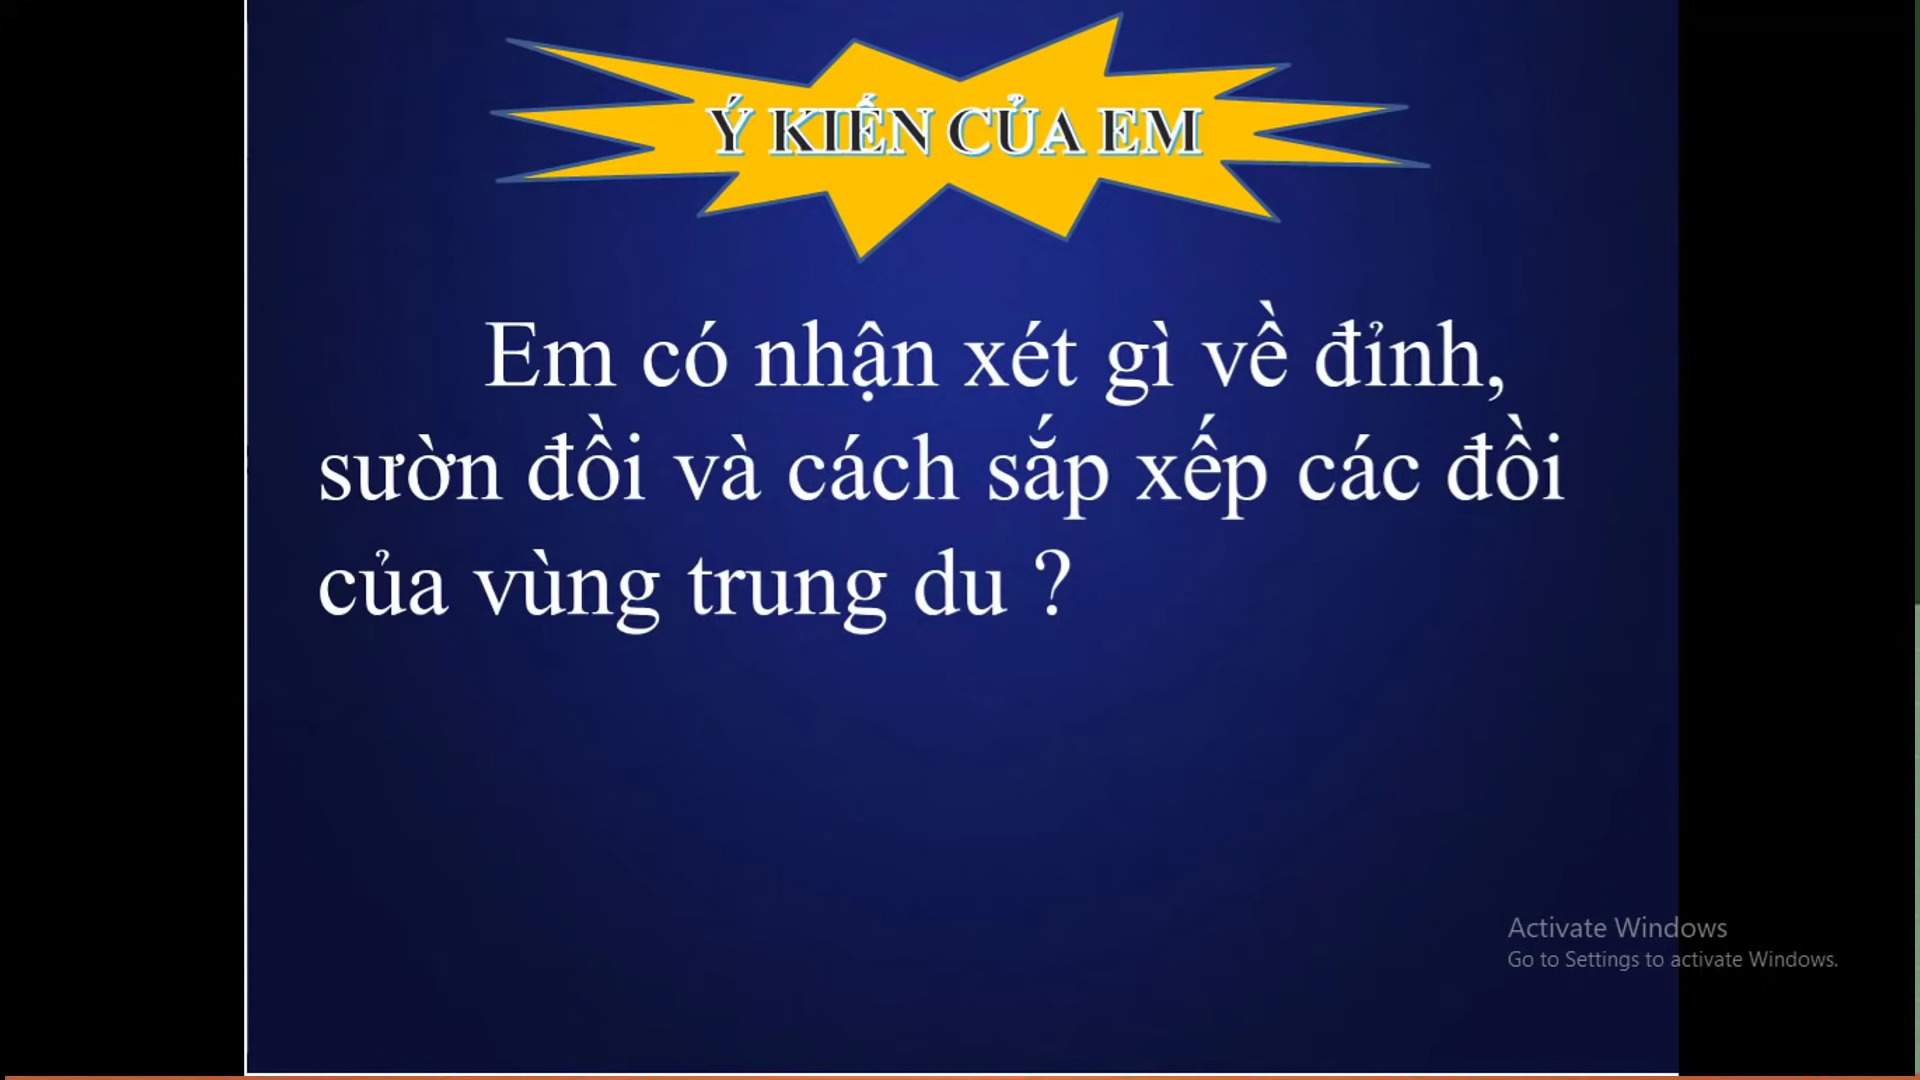 Ý KIẾN CỦA EM
Em có nhận xét gì về đỉnh,
sườn đồi và cách sắp xếp các đồi
của vùng trung du ?
Activate Windows
Go to Settings to activate Windows.